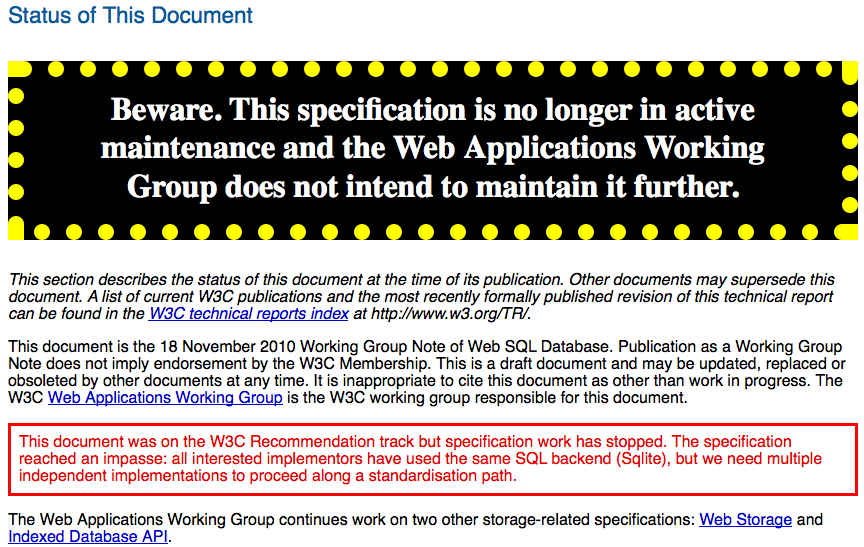 Status of This Document
Beware. This specification is no longer in active
maintenance and the Web Applications Working
Group does not intend to maintain it further.
This section describes the status of this document at the time of its publication. Other documents may supersede this
document. A list of current W3C publications and the most recently formally published revision of this technical report
can be found in the W3C technical reports index at http://www.w3.org/TR/.
This document is the 18 November 2010 Working Group Note of Web SQL Database. Publication as a Working Group
Note does not imply endorsement by the W3C Membership. This is a draft document and may be updated, replaced or
obsoleted by other documents at any time. It is inappropriate to cite this document as other than work in progress. The
W3C Web Applications Working Group is the W3C working group responsible for this document.
This document was on the W3C Recommendation track but specification work has stopped. The specification
reached an impasse: all interested implementors have used the same SQL backend (Sqlite), but we need multiple
independent implementations to proceed along a standardisation path.
The Web Applications Working Group continues work on two other storage-related specifications: Web Storage and
Indexed Database API.